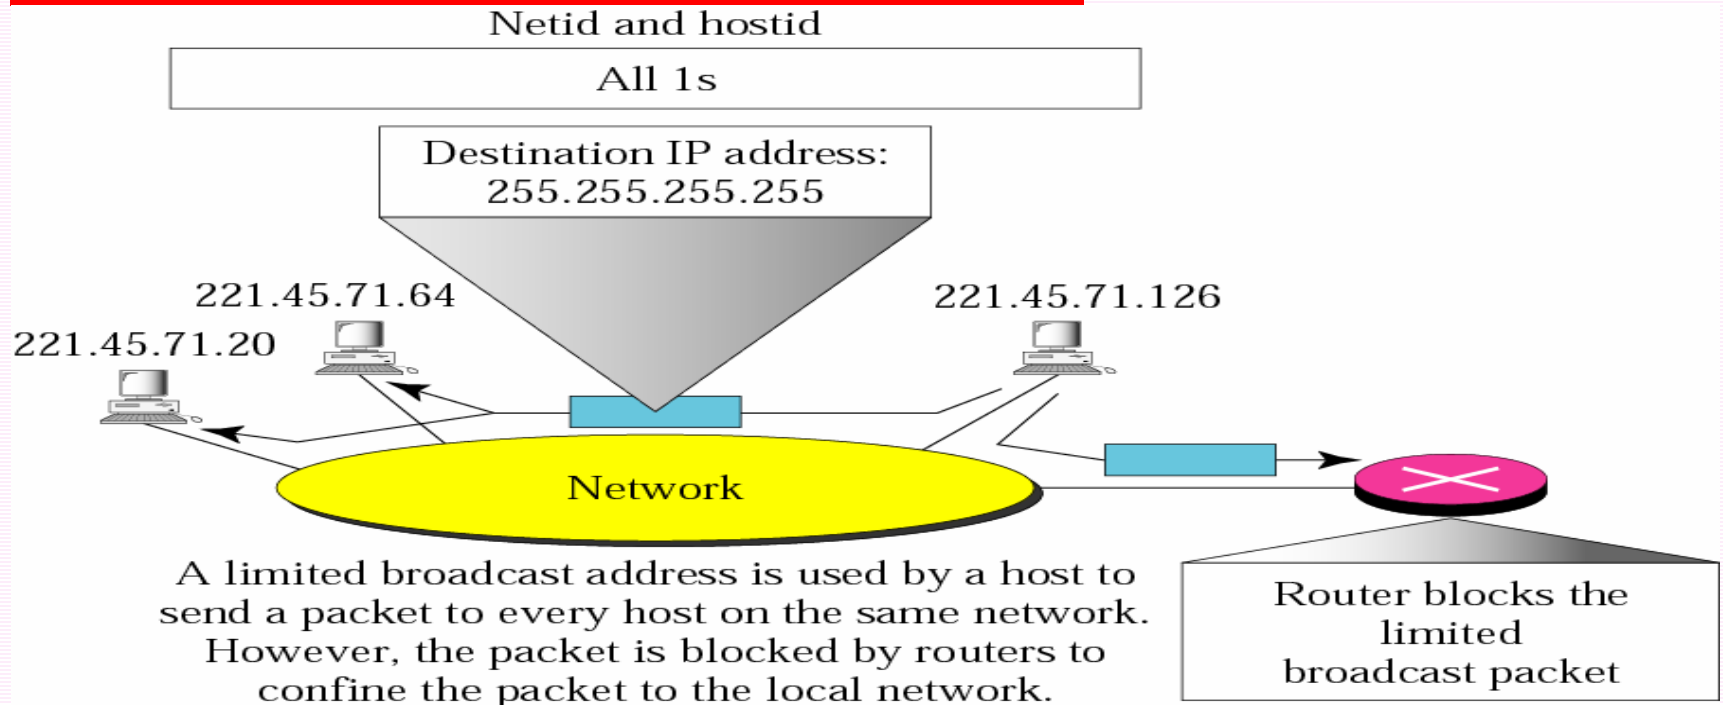 Netid and hostid
All 1s
Destination IP address:
255.255.255.255
221.45.71.64
221.45.71.126
221.45.71.20
Network
A limited broadcast address is used by a host to
send a packet to every host on the same network.
However, the packet is blocked by routers to
confine the packet to the local network.
Router blocks the
limited
broadcast packet